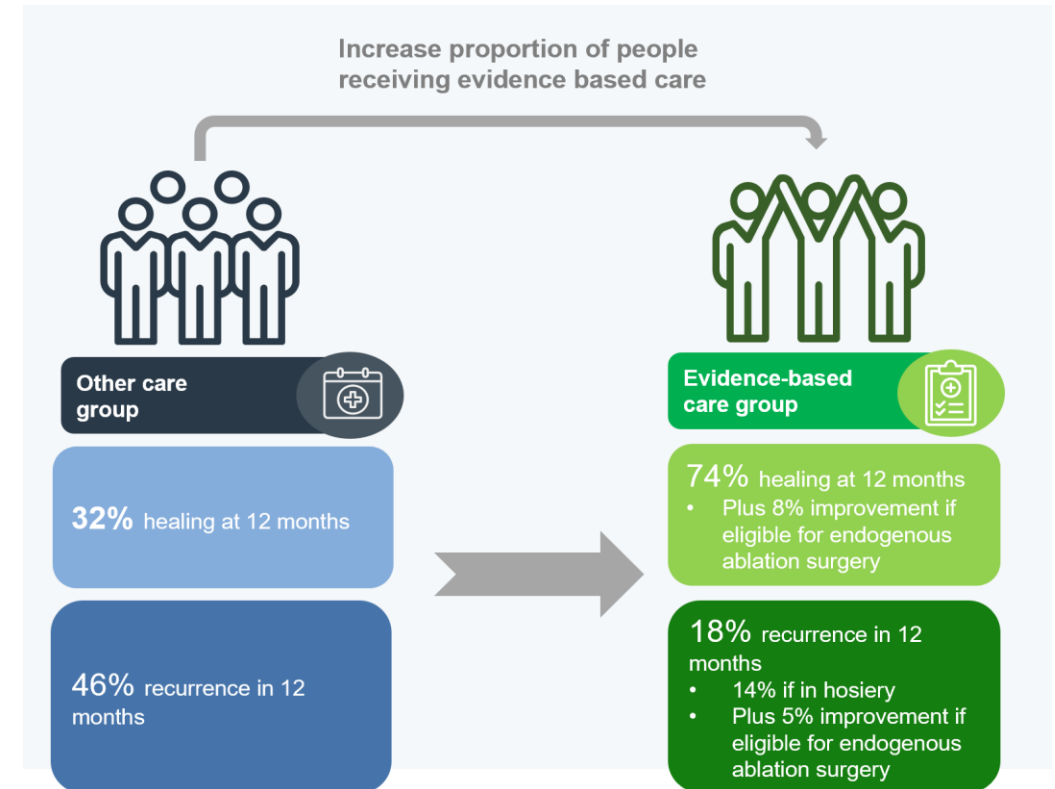 Increase proportion of people
receiving evidence based care
Other care
group
Evidence-based
care group
32% healing at 12 months
74% healing at 12 months
• Plus 8% improvement if
eligible for endogenous
ablation surgery
46% recurrence in 12
months
18% recurrence in 12
months
• 14% if in hosiery
• Plus 5% improvement if
eligible for endogenous
ablation surgery